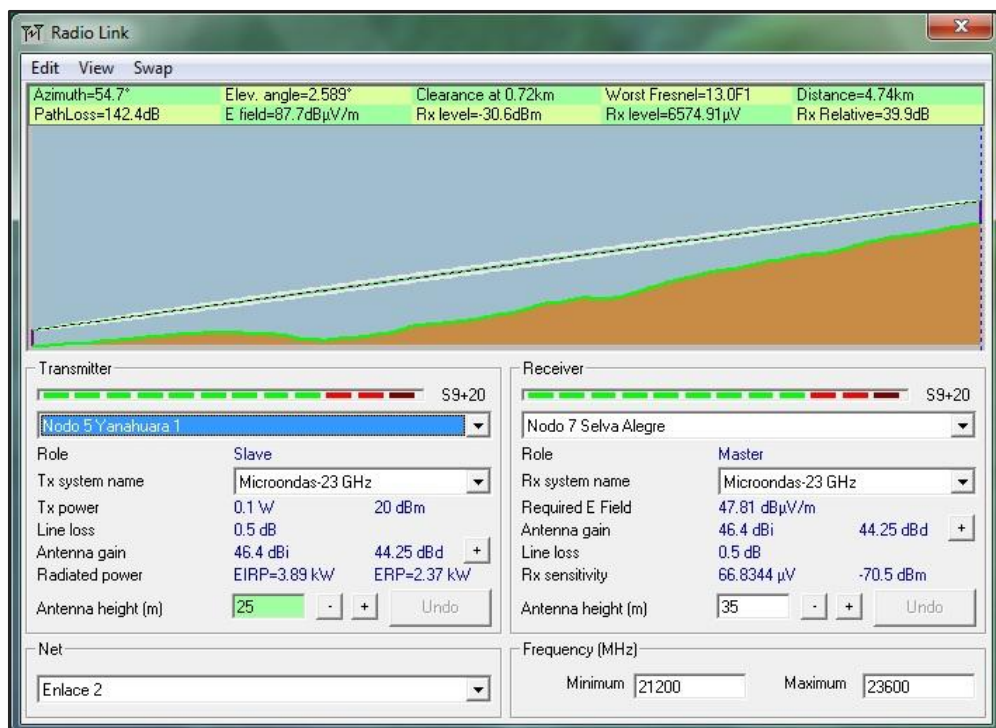 Radio Link
Edit View Swap
Azimuth=54.7° Elev. angle=2.589° Clearance at 0.72km Worst Fresnel=13.0F1 Distance=4.74km
PathLoss=142.4dB E field=87.7dBµV/m Rx level=-30.6dBm Rx level=6574.91µV Rx Relative=39.9dB
Transmitter
S9+20
Nodo 5 Yanahuara 1
Role Slave
Tx system name Microondas-23 GHz
Tx power 0.1 W 20 dBm
Line loss 0.5 dB
Antenna gain 46.4 dBi 44.25 dBd +
Radiated power EIRP=3.89 kW ERP=2.37 kW
Antenna height (m) 25 - + Undo
Net
Enlace 2
Receiver
S9+20
Nodo 7 Selva Alegre
Role Master
Rx system name Microondas-23 GHz
Required E Field 47.81 dBµV/m
Antenna gain 46.4 dBi 44.25 dBd +
Line loss 0.5 dB
Rx sensitivity 66.8344 µV -70.5 dBm
Antenna height (m) 35 - + Undo
Frequency (MHz)
Minimum 21200 Maximum 23600